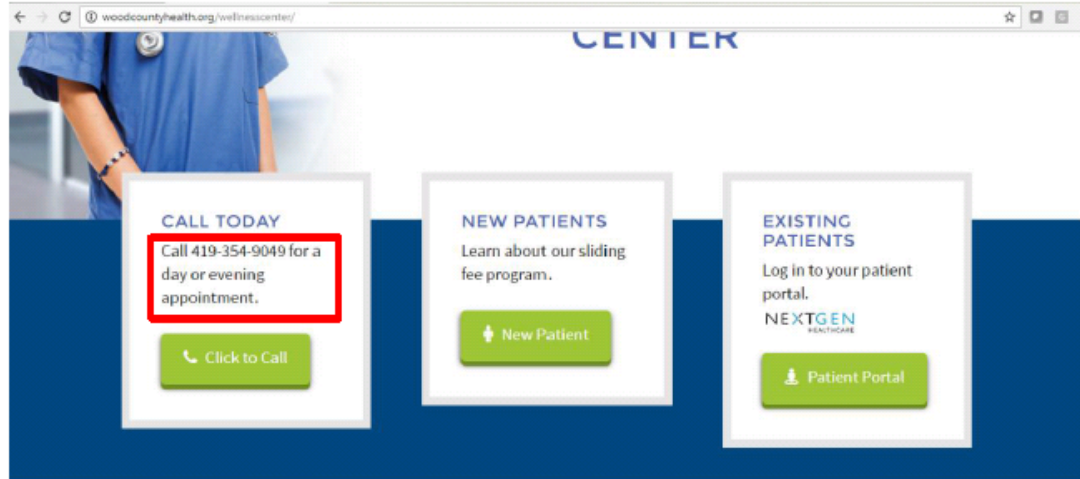 woodcountyhealth.org/wellnesscenter/
CENTER
CALL TODAY
Call 419-354-9049 for a
day or evening
appointment.
Click to Call
NEW PATIENTS
Learn about our sliding
fee program.
New Patient
EXISTING
PATIENTS
Log in to your patient
portal.
NEXTGEN
HEALTHCARE
Patient Portal